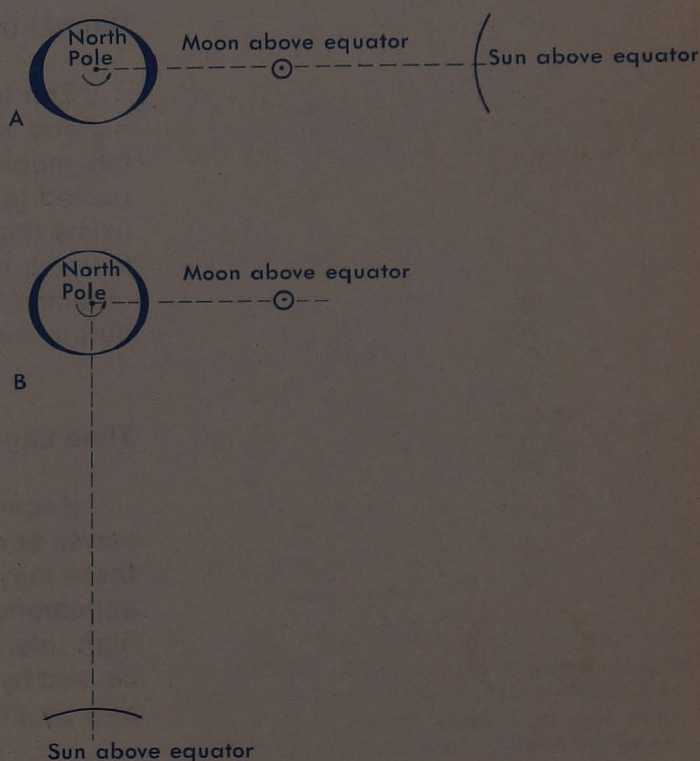 North
Pole
Moon above equator
Sun above equator
A
North
Pole
Moon above equator
B
Sun above equator